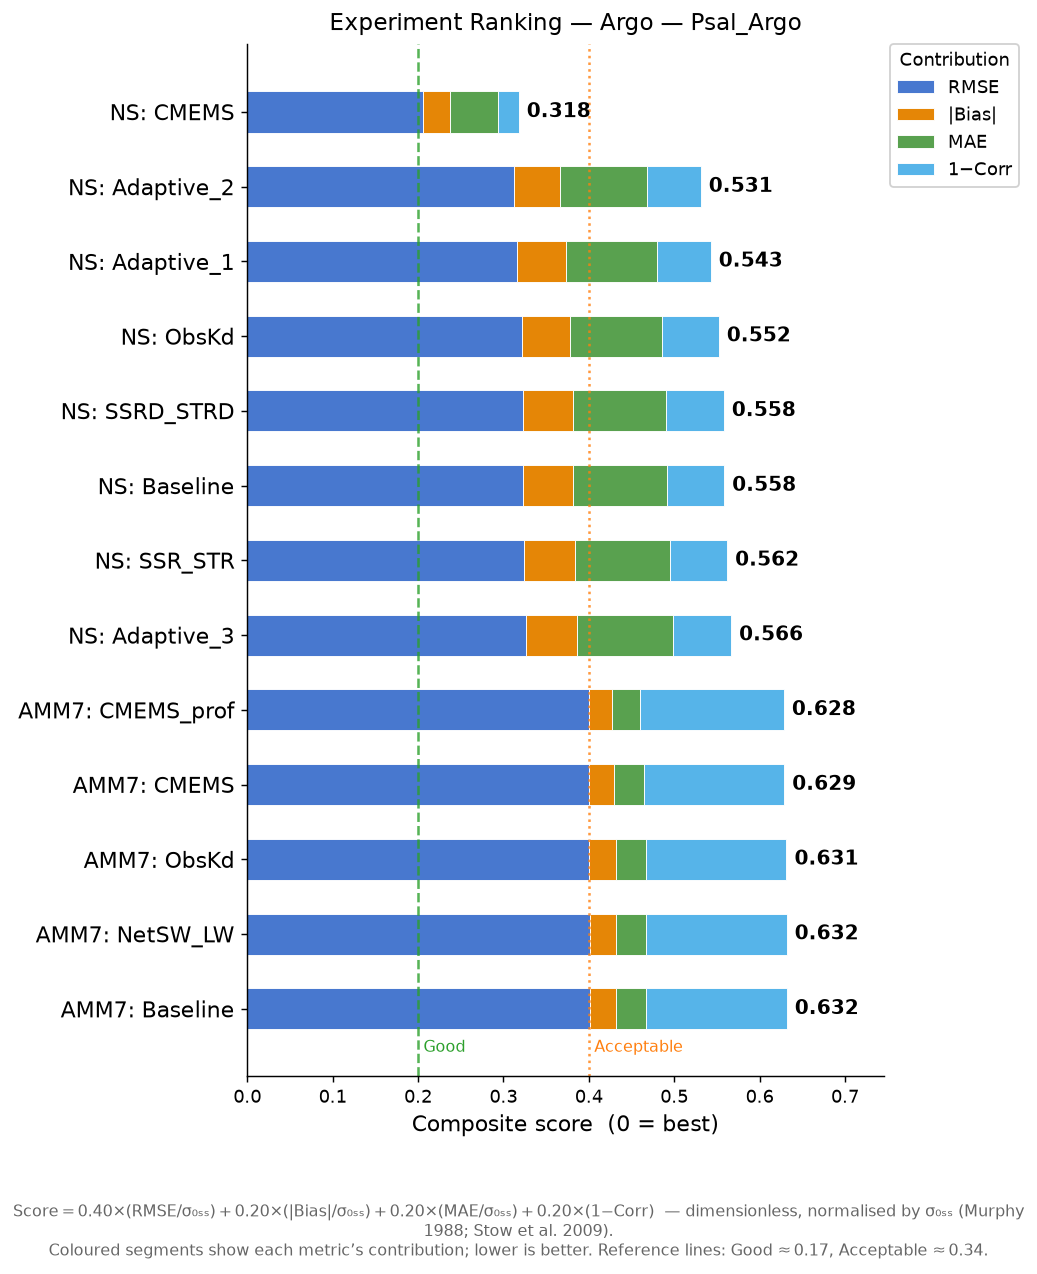 Experiment Ranking — Argo — Psal_Argo
Contribution
RMSE
|Bias|
MAE
1−Corr
NS: CMEMS
0.318
NS: Adaptive_2
0.531
NS: Adaptive_1
0.543
NS: ObsKd
0.552
NS: SSRD_STRD
0.558
NS: Baseline
0.558
NS: SSR_STR
0.562
NS: Adaptive_3
0.566
AMM7: CMEMS_prof
0.628
AMM7: CMEMS
0.629
AMM7: ObsKd
0.631
AMM7: NetSW_LW
0.632
AMM7: Baseline
0.632
Good
Acceptable
0.0 0.1 0.2 0.3 0.4 0.5 0.6 0.7
Composite score (0 = best)
Score = 0.40×(RMSE/σ₀ₛₛ) + 0.20×(|Bias|/σ₀ₛₛ) + 0.20×(MAE/σ₀ₛₛ) + 0.20×(1−Corr) — dimensionless, normalised by σ₀ₛₛ (Murphy
1988; Stow et al. 2009).
Coloured segments show each metric’s contribution; lower is better. Reference lines: Good ≈ 0.17, Acceptable ≈ 0.34.